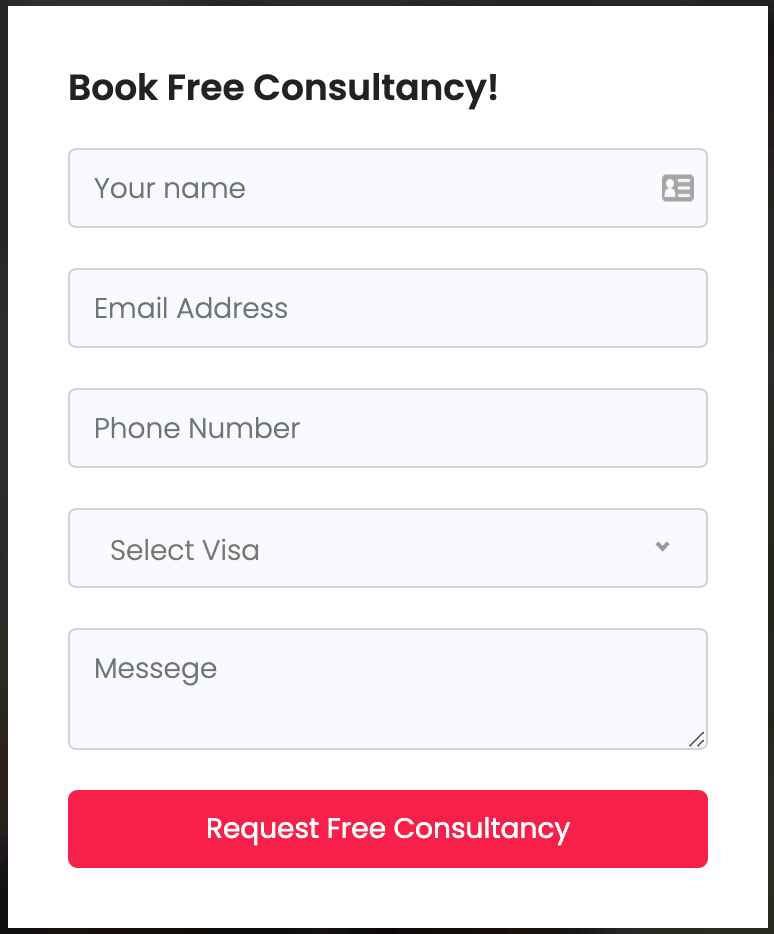 Book Free Consultancy!
Your name
Email Address
Phone Number
Select Visa
Messege
Request Free Consultancy